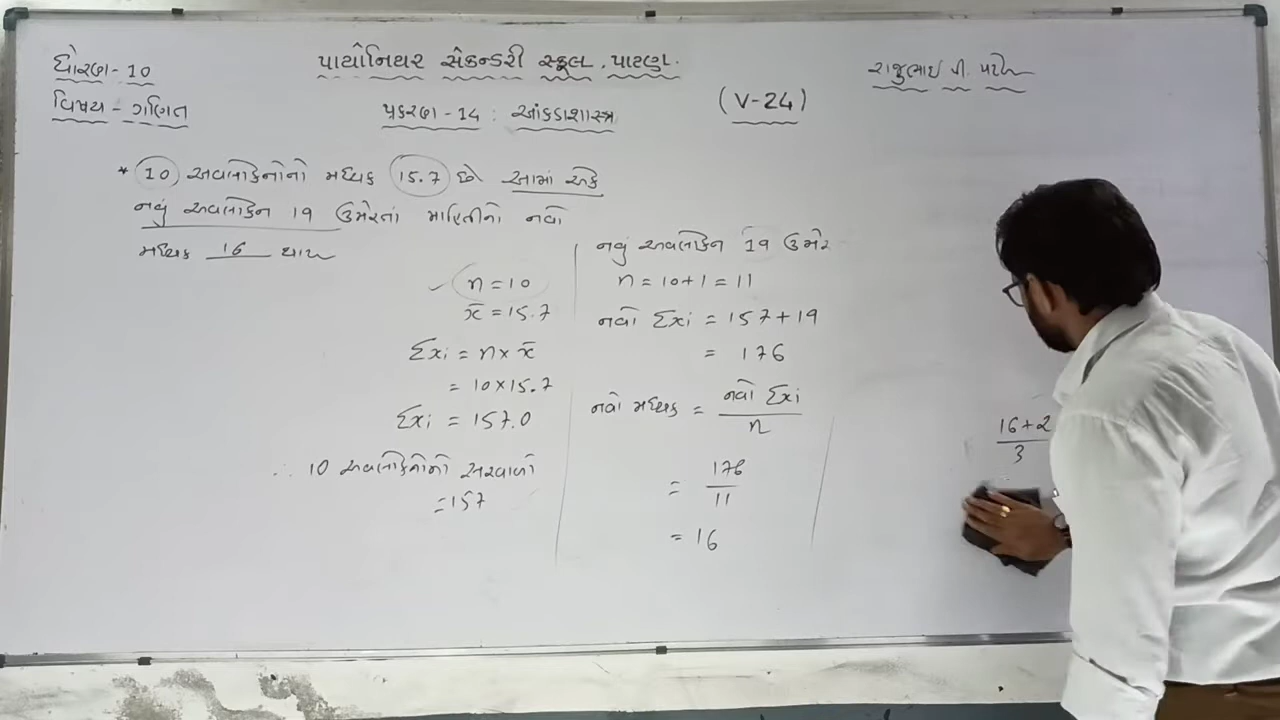 ધોરણ - 10
વિષય - ગણિત
પાયોનિયર સેકન્ડરી સ્કૂલ, પાટણ.
પ્રકરણ - 14 : આંકડાશાસ્ત્ર
(V-24)
રાજુભાઇ પી. પટેલ
* 10 અવલોકનોનો મધ્યક 15.7 છે આમાં એક
નવું અવલોકન 19 ઉમેરતાં માહિતીનો નવો
મધ્યક 16 થાય
n = 10
x̄ = 15.7
Σxi = n × x̄
= 10 × 15.7
Σxi = 157.0
∴ 10 અવલોકનોનો સરવાળો
= 157
નવું અવલોકન 19 ઉમેર
n = 10 + 1 = 11
નવો Σxi = 157 + 19
= 176
નવો મધ્યક = નવો Σxi / n
= 176 / 11
= 16
16 + 2
3